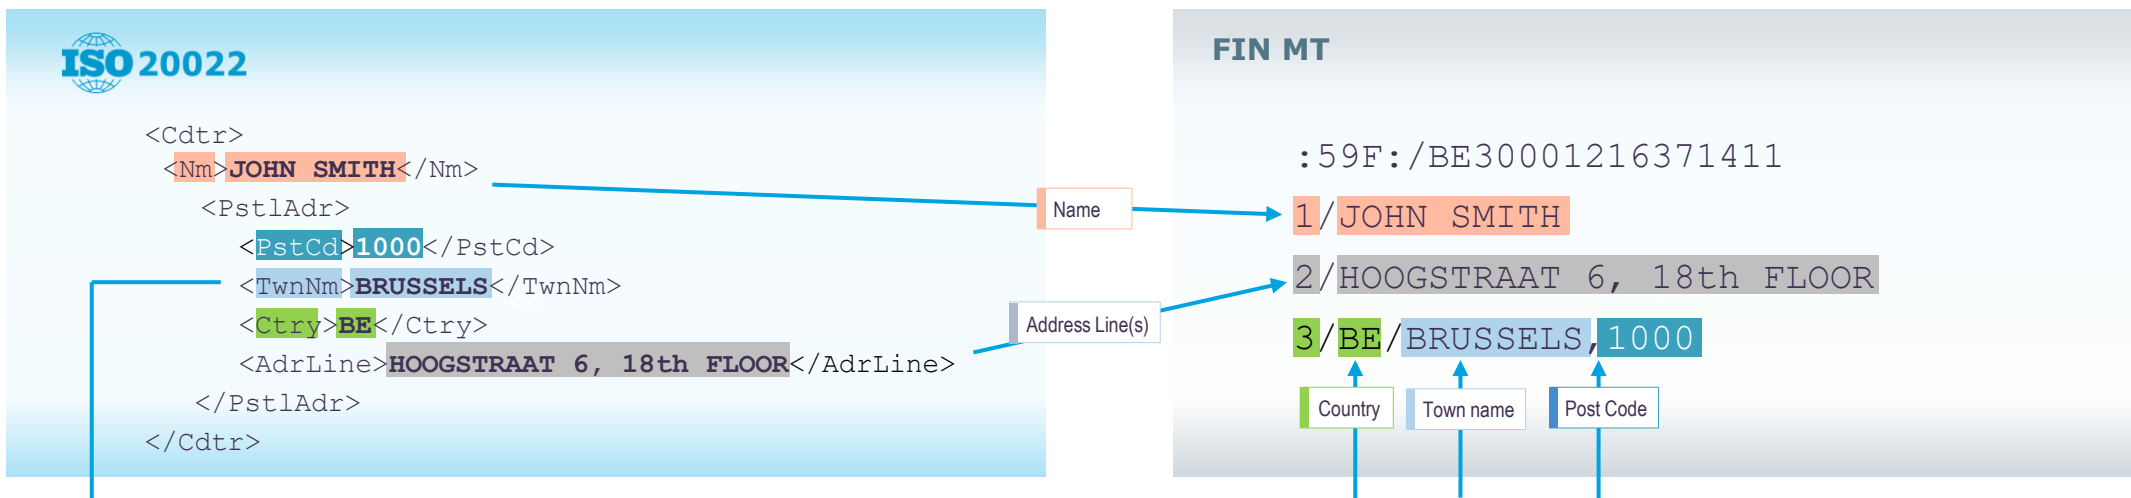 ISO 20022
<Cdtr>
<Nm>JOHN SMITH</Nm>
<PstlAdr>
<PstCd>1000</PstCd>
<TwnNm>BRUSSELS</TwnNm>
<Ctry>BE</Ctry>
<AdrLine>HOOGSTRAAT 6, 18th FLOOR</AdrLine>
</PstlAdr>
</Cdtr>
Name
Address Line(s)
FIN MT
:59F:/BE30001216371411
1/JOHN SMITH
2/HOOGSTRAAT 6, 18th FLOOR
3/BE/BRUSSELS,1000
Country
Town name
Post Code